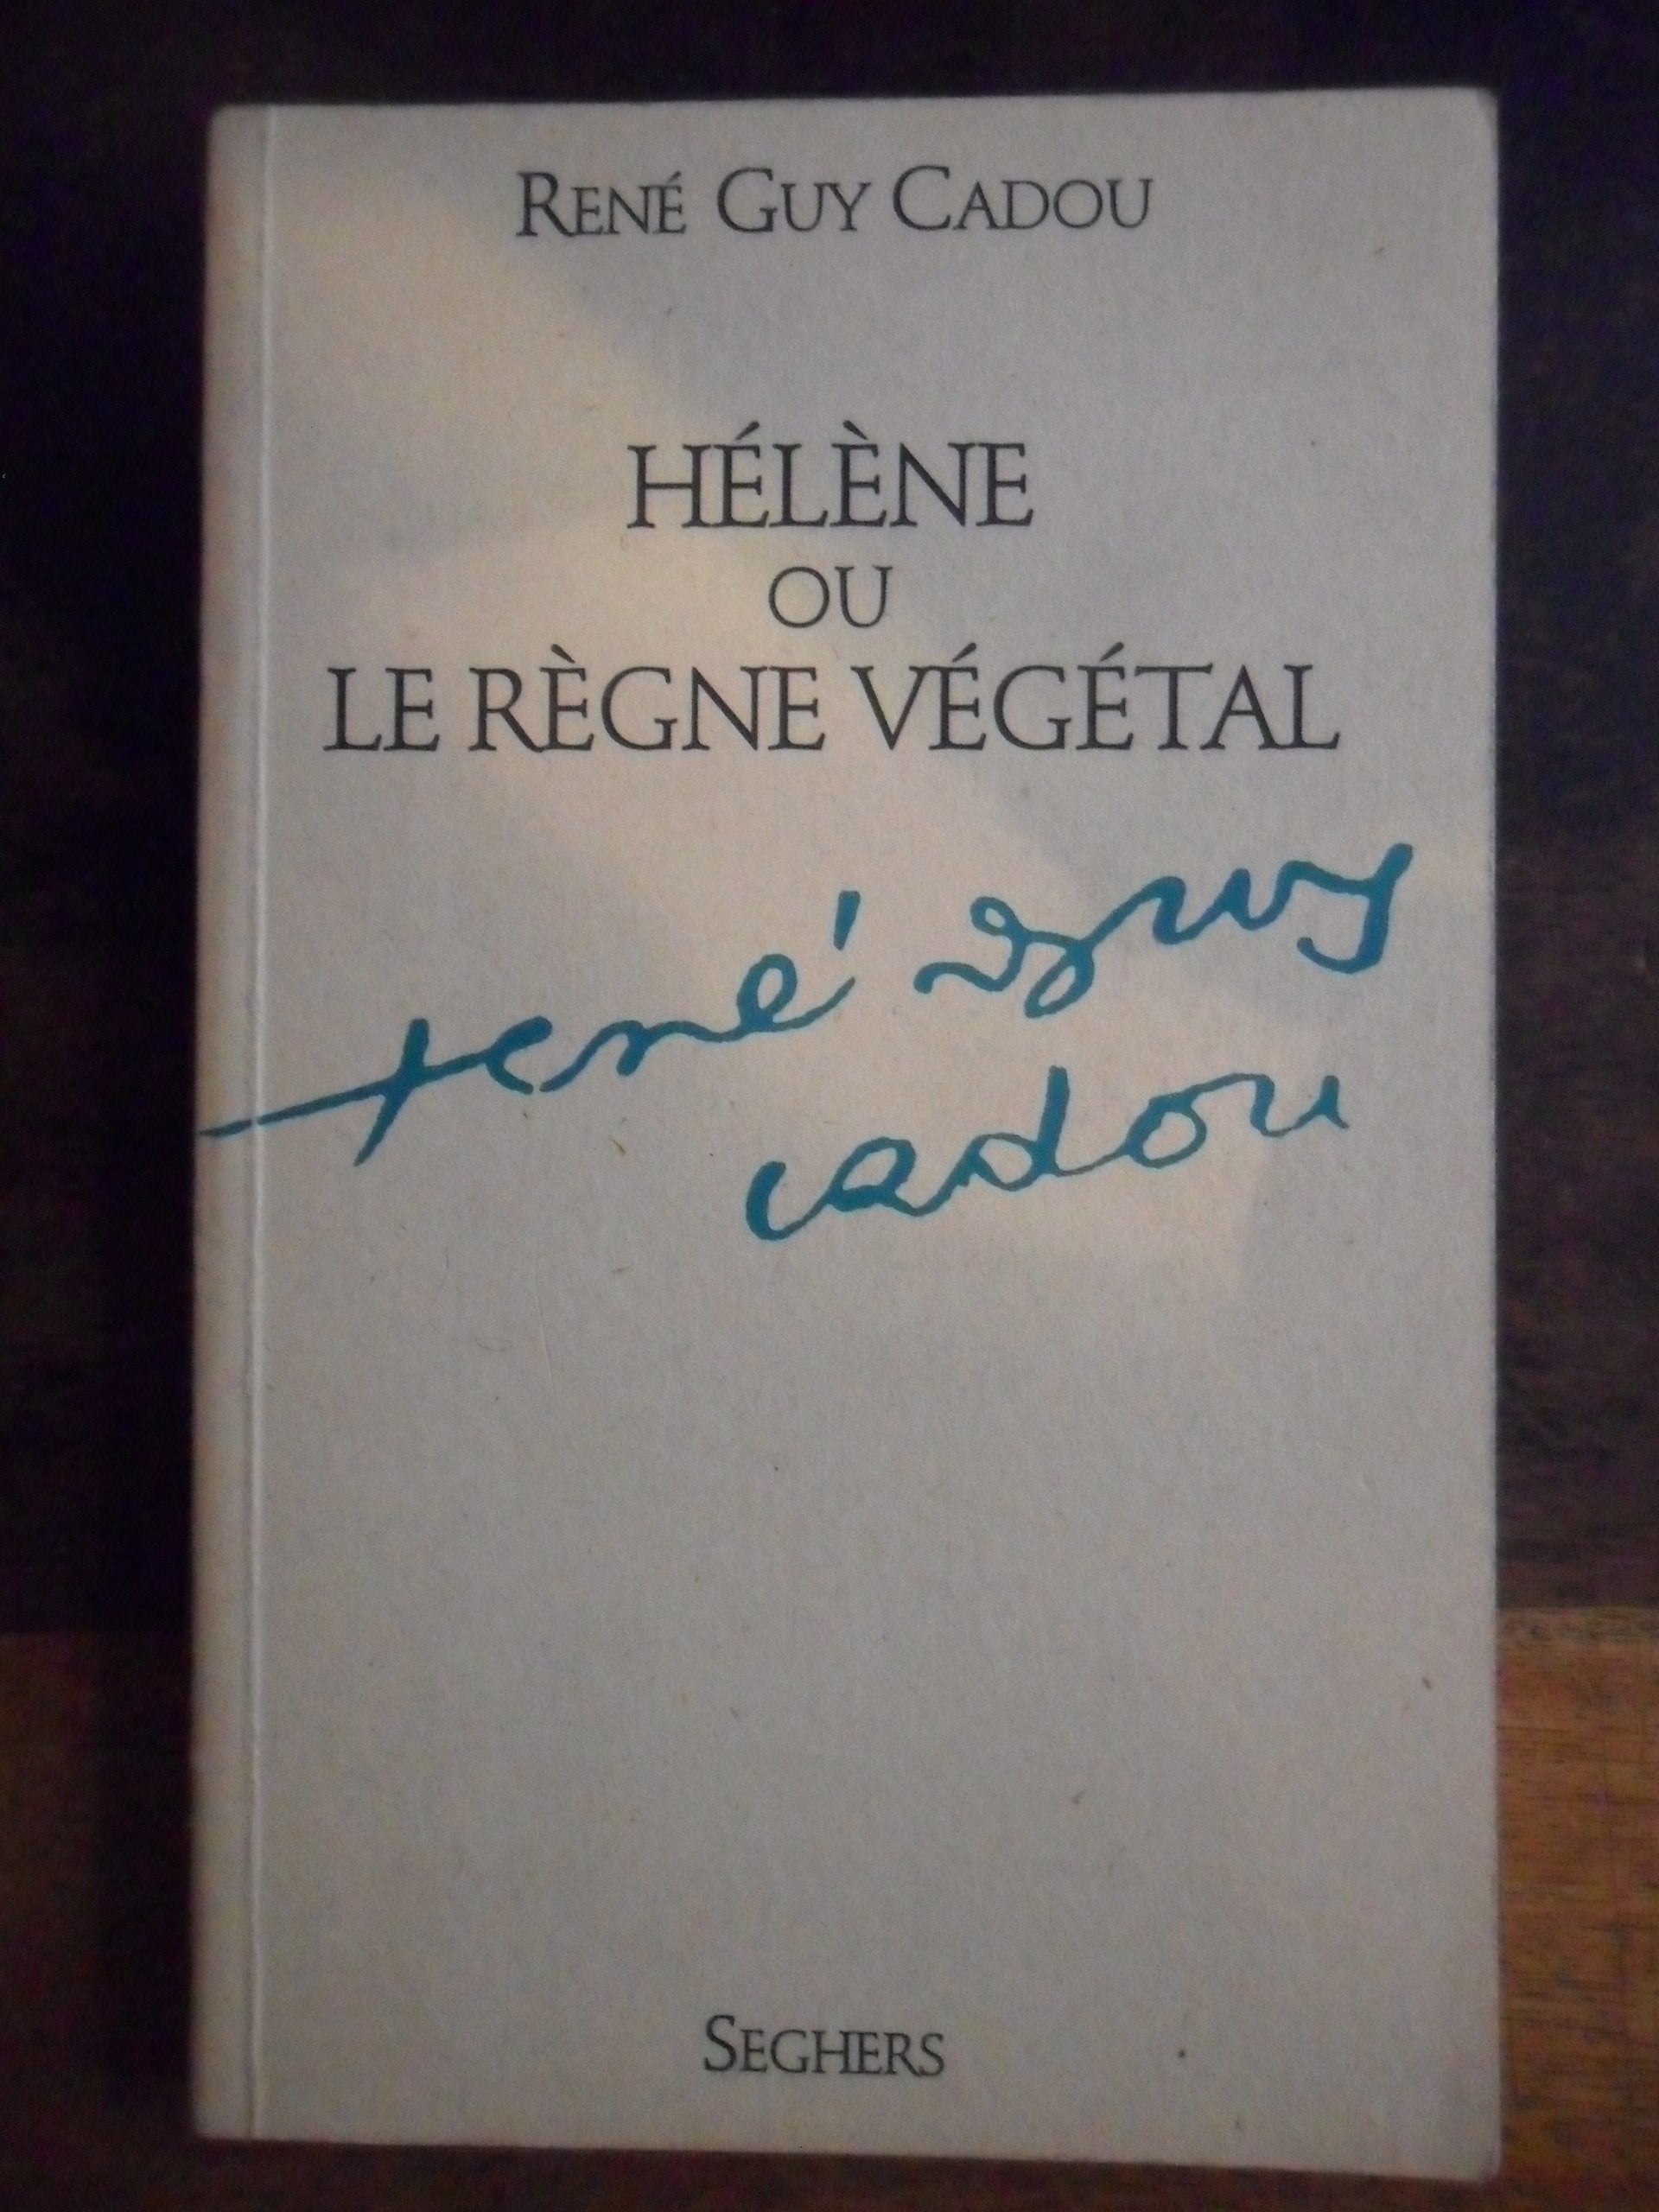 RENÉ GUY CADOU
HÉLÈNE
OU
LE RÈGNE VÉGÉTAL
rené guy
cadou
SEGHERS